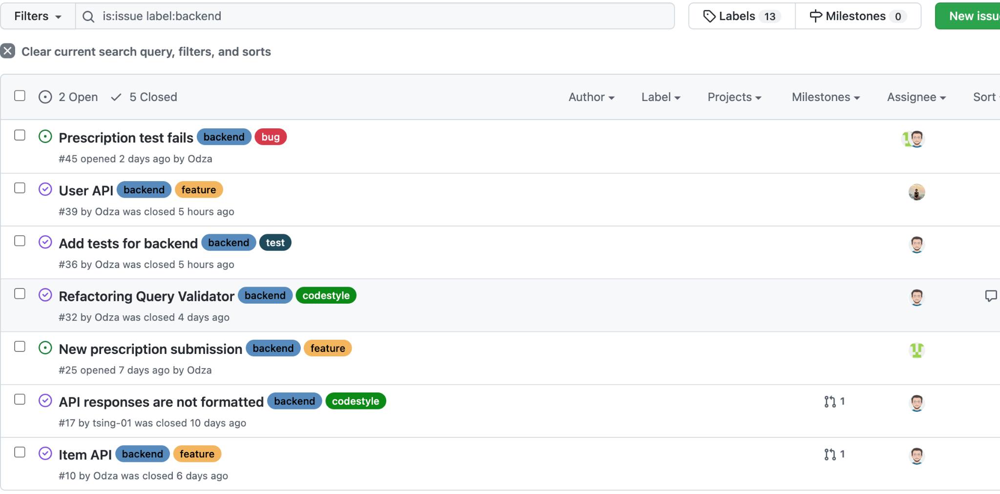 Filters is:issue label:backend Labels 13 Milestones 0 New issu
Clear current search query, filters, and sorts
2 Open 5 Closed Author Label Projects Milestones Assignee Sort
Prescription test fails backend bug
#45 opened 2 days ago by Odza
User API backend feature
#39 by Odza was closed 5 hours ago
Add tests for backend backend test
#36 by Odza was closed 5 hours ago
Refactoring Query Validator backend codestyle
#32 by Odza was closed 4 days ago
New prescription submission backend feature
#25 opened 7 days ago by Odza
API responses are not formatted backend codestyle 1
#17 by tsing-01 was closed 10 days ago
Item API backend feature 1
#10 by Odza was closed 6 days ago